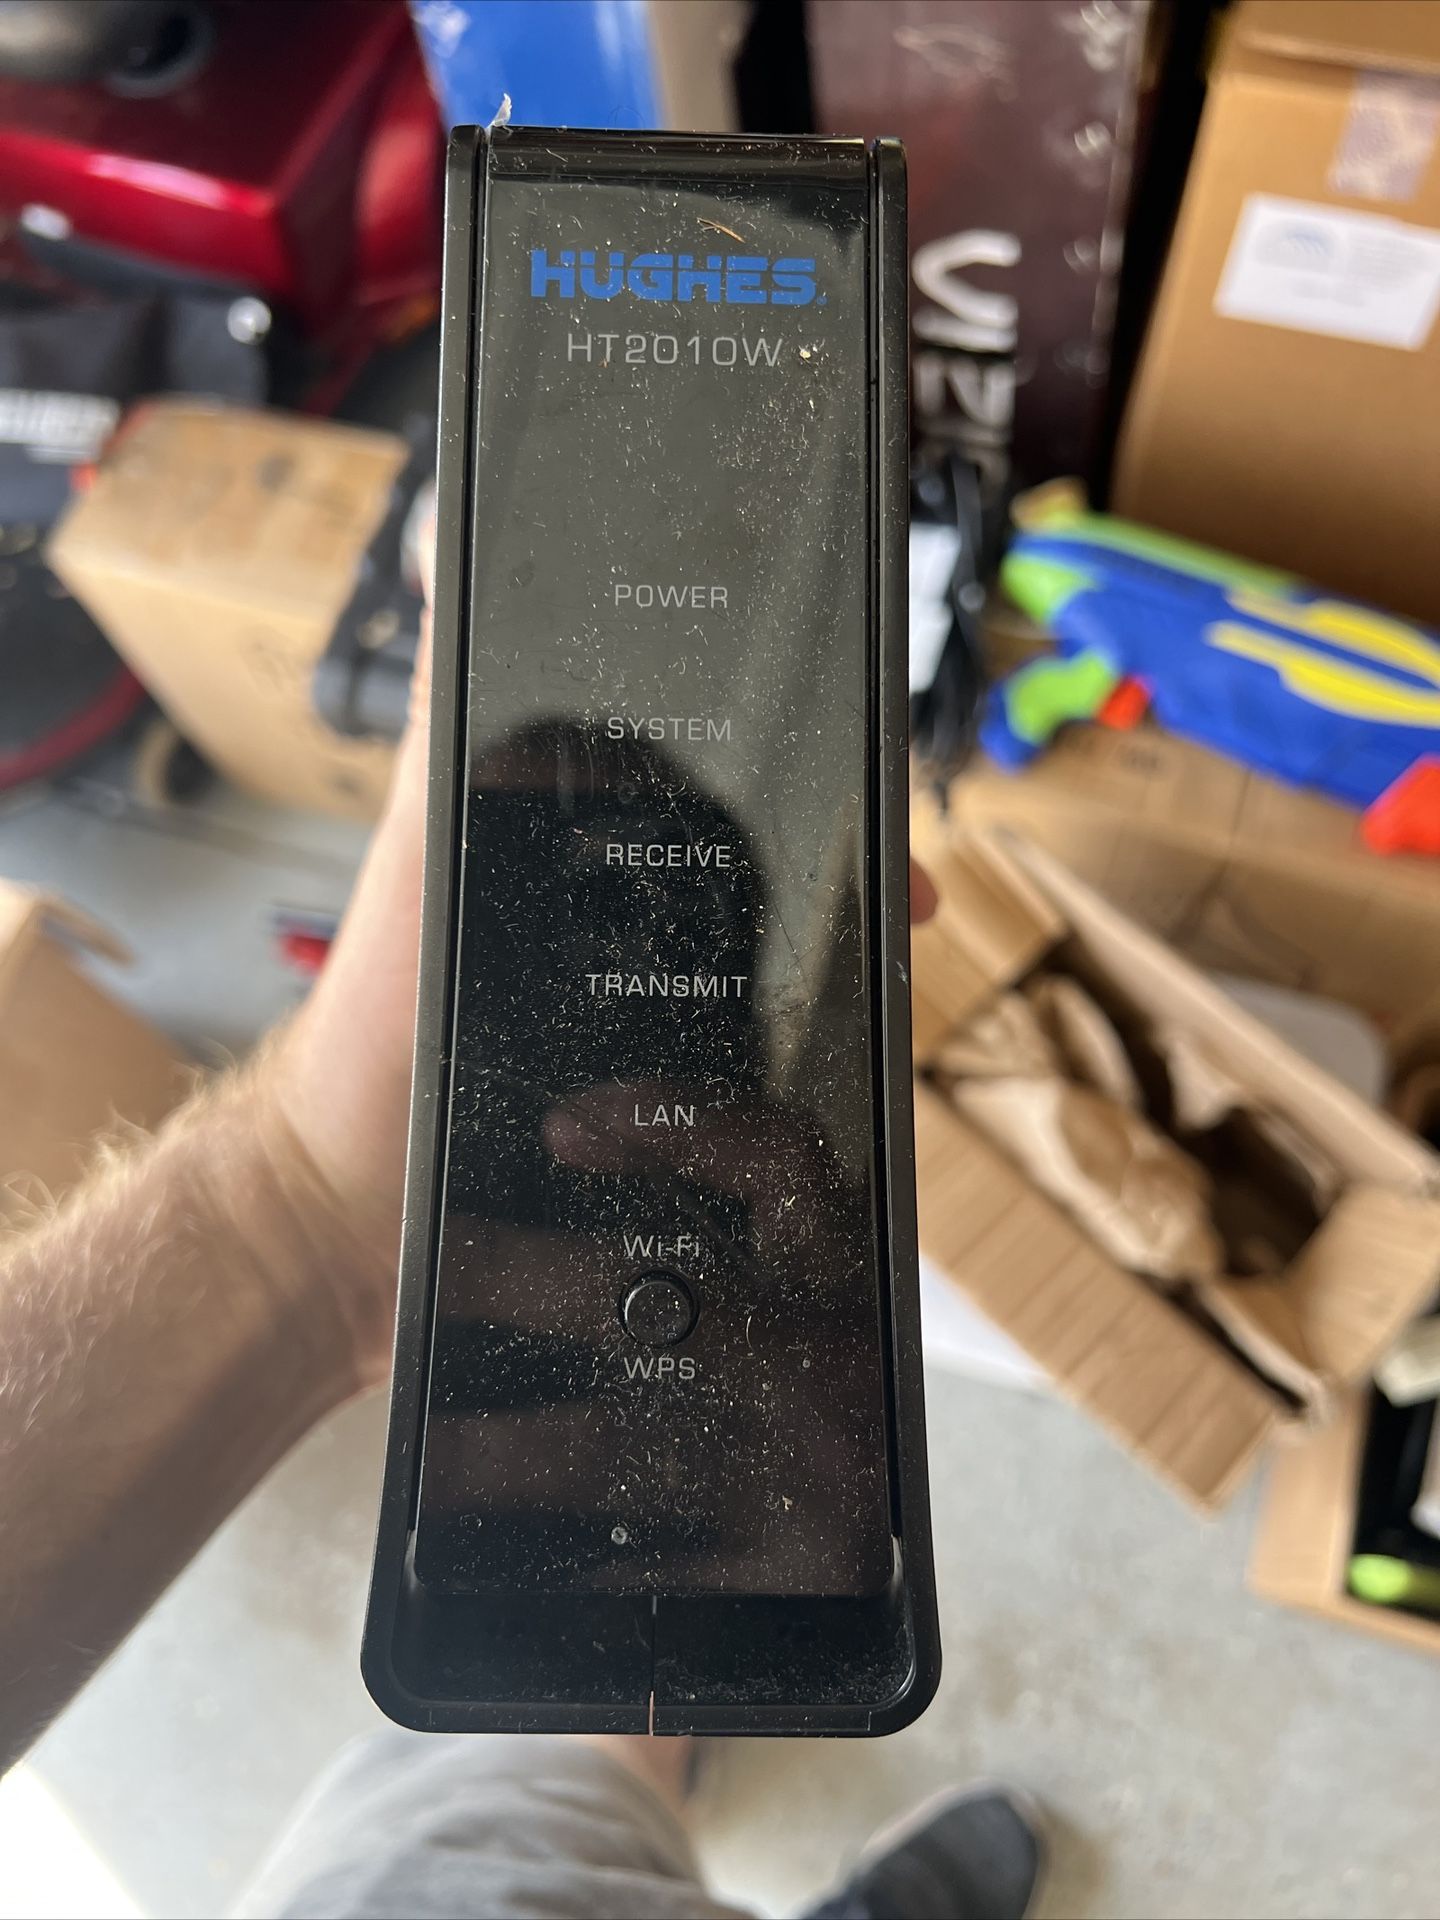 HUGHES
HT2010W
POWER
SYSTEM
RECEIVE
TRANSMIT
LAN
Wi-Fi
WPS